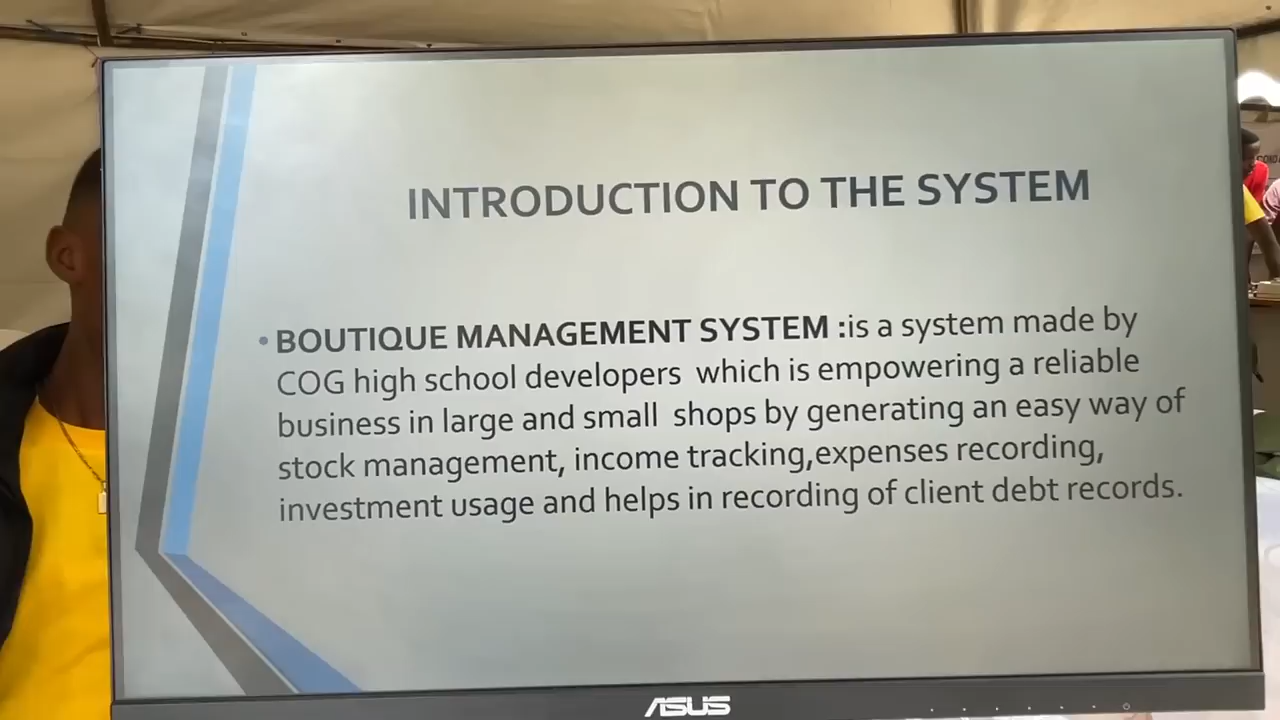 INTRODUCTION TO THE SYSTEM
• BOUTIQUE MANAGEMENT SYSTEM :is a system made by
COG high school developers which is empowering a reliable
business in large and small shops by generating an easy way of
stock management, income tracking,expenses recording,
investment usage and helps in recording of client debt records.
ASUS